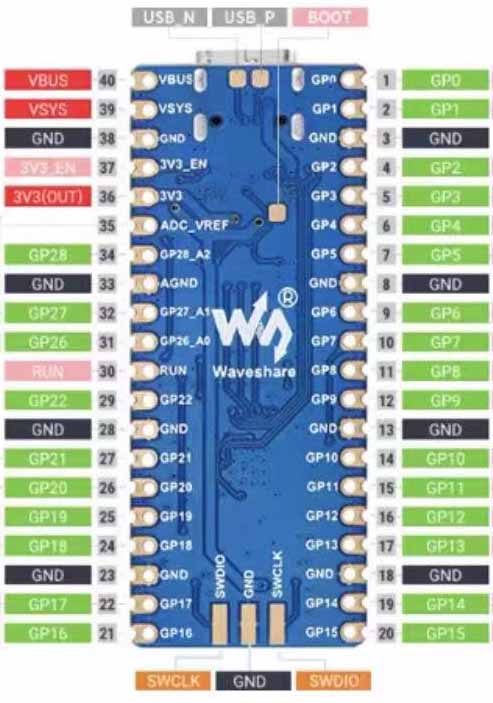 USB_N USB_P BOOT
VBUS 40 VBUS GP0 1 GP0
VSYS 39 VSYS GP1 2 GP1
GND 38 GND GND 3 GND
3V3_EN 37 3V3_EN GP2 4 GP2
3V3(OUT) 36 3V3 GP3 5 GP3
35 ADC_VREF GP4 6 GP4
GP28 34 GP28_A2 GP5 7 GP5
GND 33 AGND GND 8 GND
GP27 32 GP27_A1 GP6 9 GP6
GP26 31 GP26_A0 GP7 10 GP7
RUN 30 RUN Waveshare ® GP8 11 GP8
GP22 29 GP22 GP9 12 GP9
GND 28 GND GND 13 GND
GP21 27 GP21 GP10 14 GP10
GP20 26 GP20 GP11 15 GP11
GP19 25 GP19 GP12 16 GP12
GP18 24 GP18 GP13 17 GP13
GND 23 GND SWDIO GND SWCLK GND 18 GND
GP17 22 GP17 GP14 19 GP14
GP16 21 GP16 GP15 20 GP15
SWCLK GND SWDIO